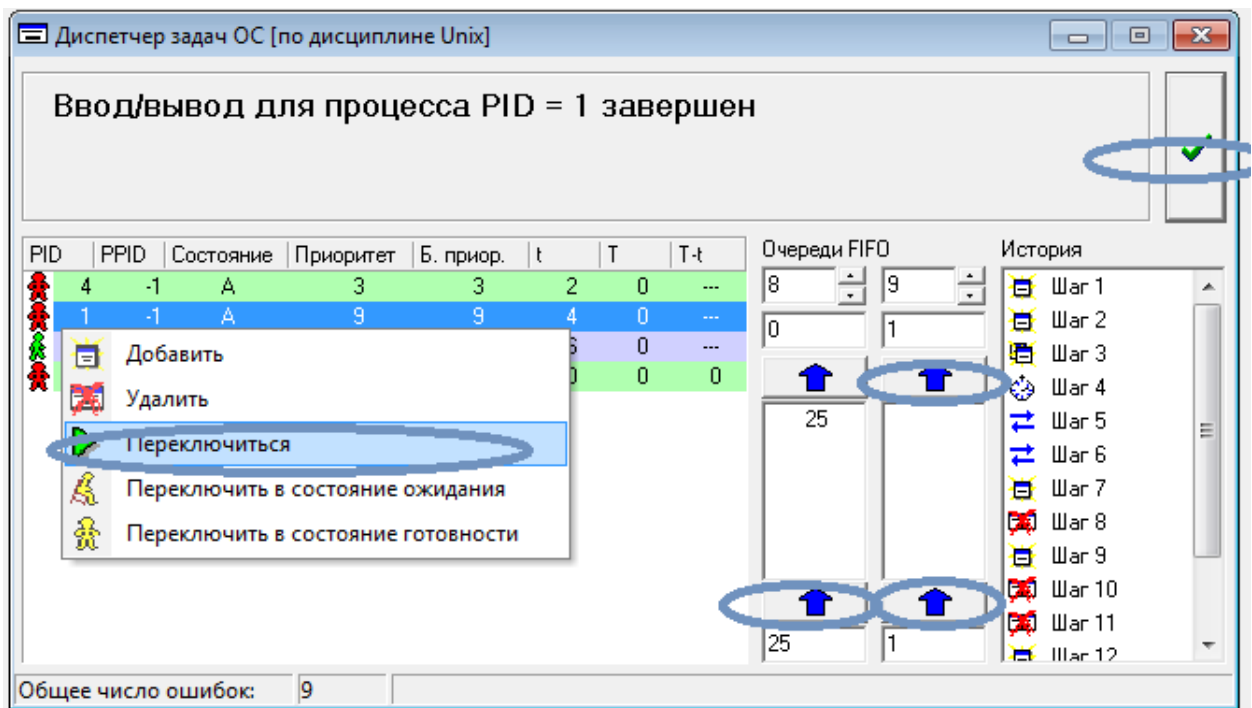 Диспетчер задач ОС [по дисциплине Unix]
Ввод/вывод для процесса PID = 1 завершен
PID PPID Состояние Приоритет Б. приор. t T T-t
4 -1 A 3 3 2 0 ---
1 -1 A 9 9 4 0 ---
0 ---
0 0
Добавить
Удалить
Переключиться
Переключить в состояние ожидания
Переключить в состояние готовности
Очереди FIFO
8 9
0 1
25
25 1
История
Шаг 1
Шаг 2
Шаг 3
Шаг 4
Шаг 5
Шаг 6
Шаг 7
Шаг 8
Шаг 9
Шаг 10
Шаг 11
Шаг 12
Общее число ошибок: 9